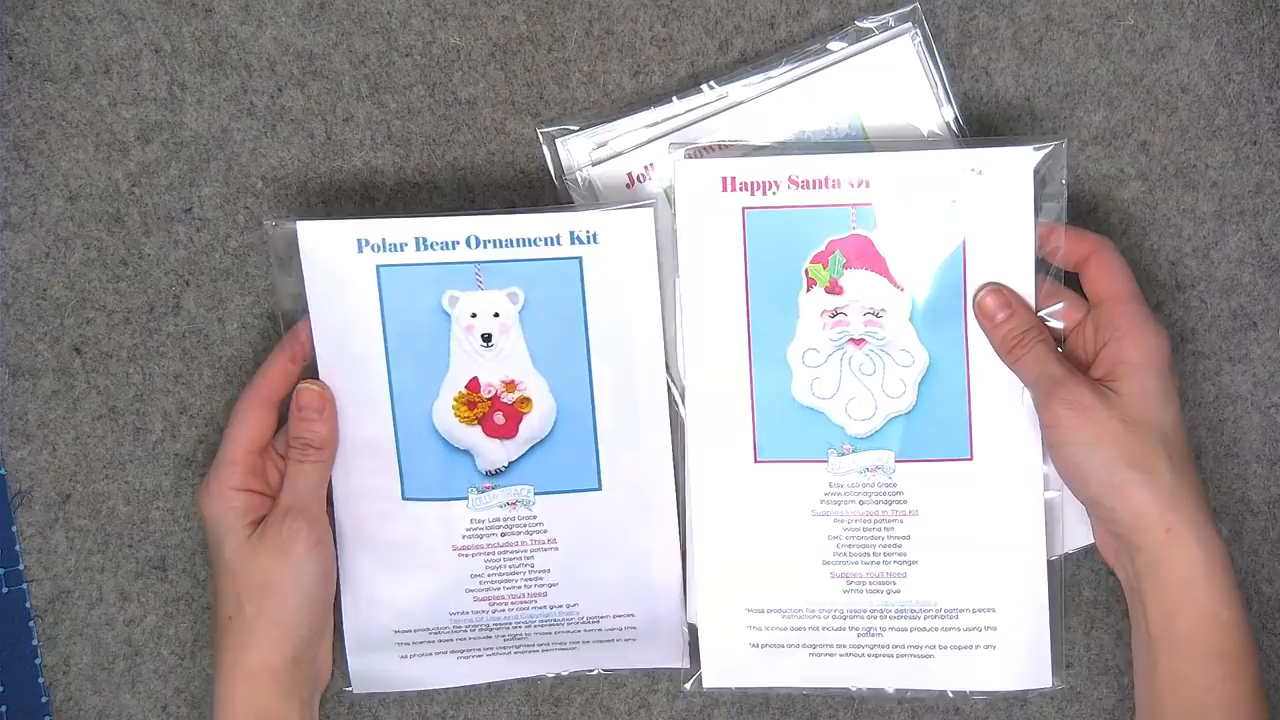 Polar Bear Ornament Kit
LOLLI & GRACE
Etsy: Lolli and Grace
www.lolliandgrace.com
Instagram: @lolliandgrace
Supplies Included In This Kit
Pre-printed adhesive patterns
Wool blend felt
PolyFil stuffing
DMC embroidery thread
Embroidery needle
Decorative twine for hanger
Supplies You'll Need
Sharp scissors
White tacky glue or cool melt glue gun
Terms Of Use And Copyright Policy
*Mass production, file-sharing, resale and/or distribution of pattern pieces,
instructions or diagrams are all expressly prohibited.
*This license does not include the right to mass produce items using this
pattern.
*All photos and diagrams are copyrighted and may not be copied in any
manner without express permission.
Happy Santa
Etsy: Lolli and Grace
www.lolliandgrace.com
Instagram: @lolliandgrace
Supplies Included In This Kit
Pre-printed patterns
Wool blend felt
DMC embroidery thread
Embroidery needle
Pink beads for berries
Decorative twine for hanger
Supplies You'll Need
Sharp scissors
White tacky glue
Copyright Policy
*Mass production, file-sharing, resale and/or distribution of pattern pieces,
instructions or diagrams are all expressly prohibited.
*This license does not include the right to mass produce items using this
pattern.
*All photos and diagrams are copyrighted and may not be copied in any
manner without express permission.